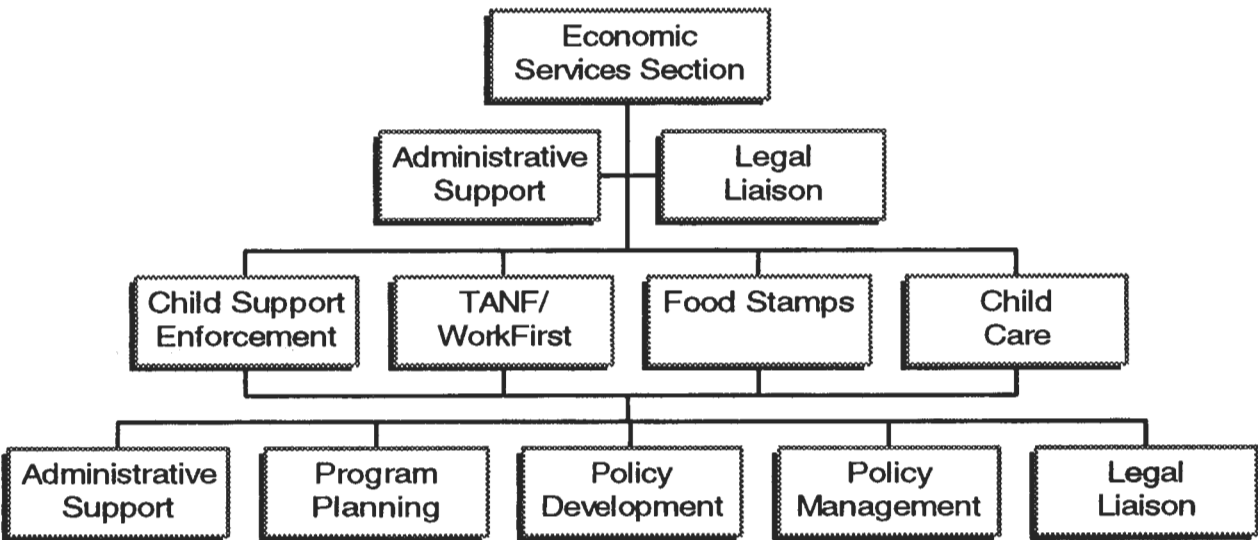 Economic
Services Section
Administrative
Support
Legal
Liaison
Child Support
Enforcement
TANF/
WorkFirst
Food Stamps
Child
Care
Administrative
Support
Program
Planning
Policy
Development
Policy
Management
Legal
Liaison